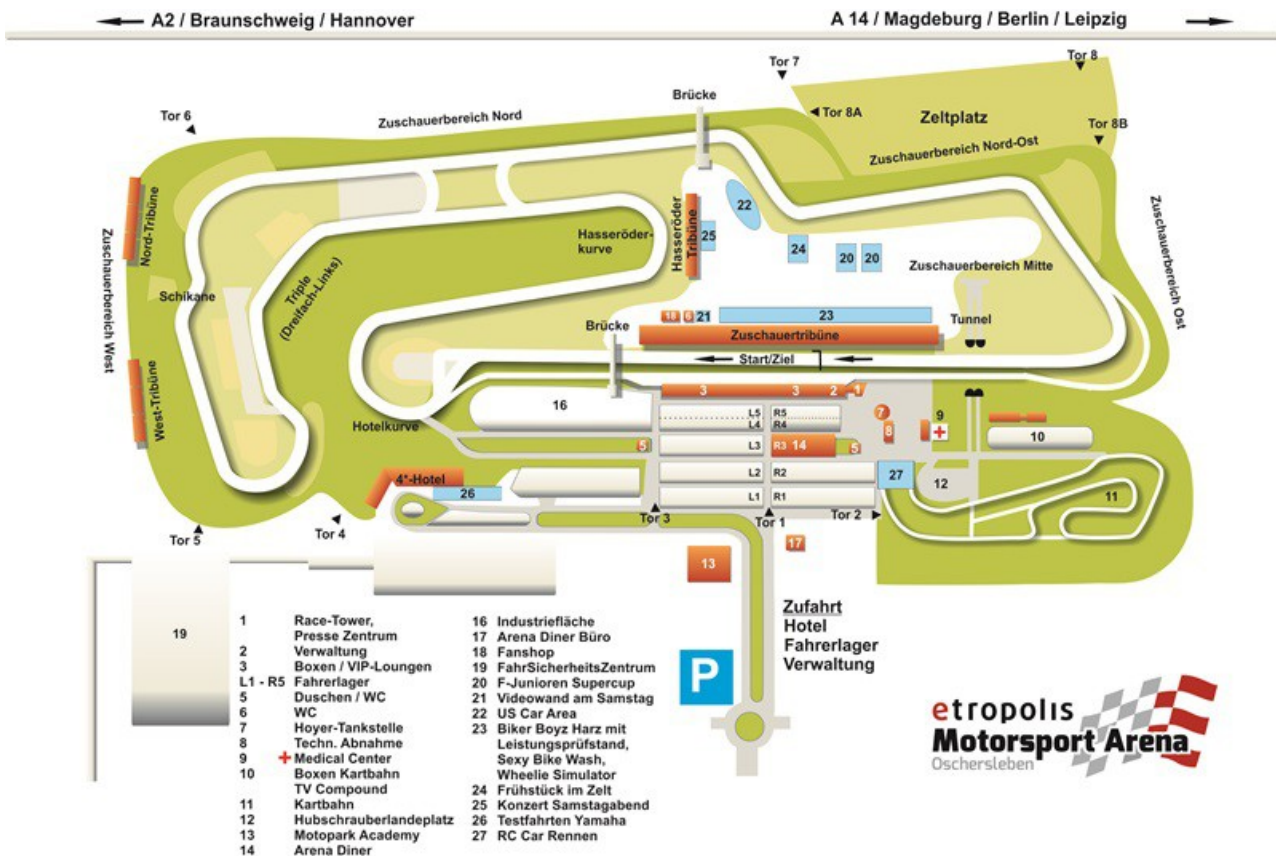 A2 / Braunschweig / Hannover
A 14 / Magdeburg / Berlin / Leipzig
Tor 7
Tor 8
Brücke
Tor 6
Zuschauerbereich Nord
Tor 8A
Zeltplatz
Tor 8B
Zuschauerbereich Nord-Ost
Nord-Tribüne
Zuschauerbereich West
22
Hasseröder-
kurve
Hasseröder
Tribüne
25
24
20
20
Zuschauerbereich Ost
Zuschauerbereich Mitte
Schikane
Triple
(Dreifach-Links)
18
6
21
23
Brücke
Zuschauertribüne
Tunnel
Start/Ziel
West-Tribüne
3
3
2
1
16
L5
R5
L4
R4
7
8
9
10
Hotelkurve
5
L3
R3
14
5
4*-Hotel
26
L2
R2
27
12
11
L1
R1
Tor 3
Tor 1
Tor 2
Tor 5
Tor 4
17
13
19
Zufahrt
Hotel
Fahrerlager
Verwaltung
P
1 Race-Tower,
Presse Zentrum
2 Verwaltung
3 Boxen / VIP-Loungen
L1 - R5 Fahrerlager
5 Duschen / WC
6 WC
7 Hoyer-Tankstelle
8 Techn. Abnahme
9 Medical Center
10 Boxen Kartbahn
TV Compound
11 Kartbahn
12 Hubschrauberlandeplatz
13 Motopark Academy
14 Arena Diner
16 Industriefläche
17 Arena Diner Büro
18 Fanshop
19 FahrSicherheitsZentrum
20 F-Junioren Supercup
21 Videowand am Samstag
22 US Car Area
23 Biker Boyz Harz mit
Leistungsprüfstand,
Sexy Bike Wash,
Wheelie Simulator
24 Frühstück im Zelt
25 Konzert Samstagabend
26 Testfahrten Yamaha
27 RC Car Rennen
etropolis
Motorsport Arena
Oschersleben